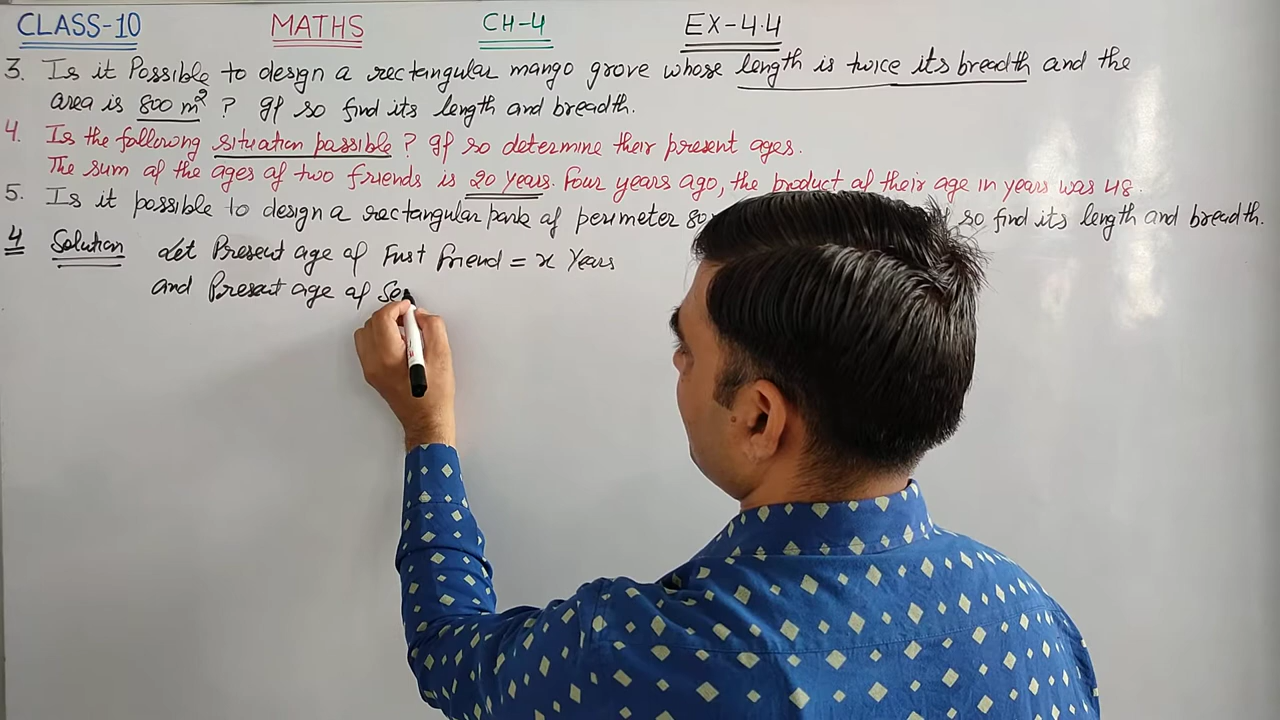 CLASS-10 MATHS CH-4 EX-4.4
3. Is it Possible to design a rectangular mango grove whose length is twice its breadth and the
area is 800 m² ? If so find its length and breadth.
4. Is the following situation possible ? If so determine their present ages.
The sum of the ages of two friends is 20 years. Four years ago, the product of their age in years was 48.
5. Is it possible to design a rectangular park of perimeter 80 so find its length and breadth.
4 Solution Let Present age of First friend = x Years
and Present age of Se